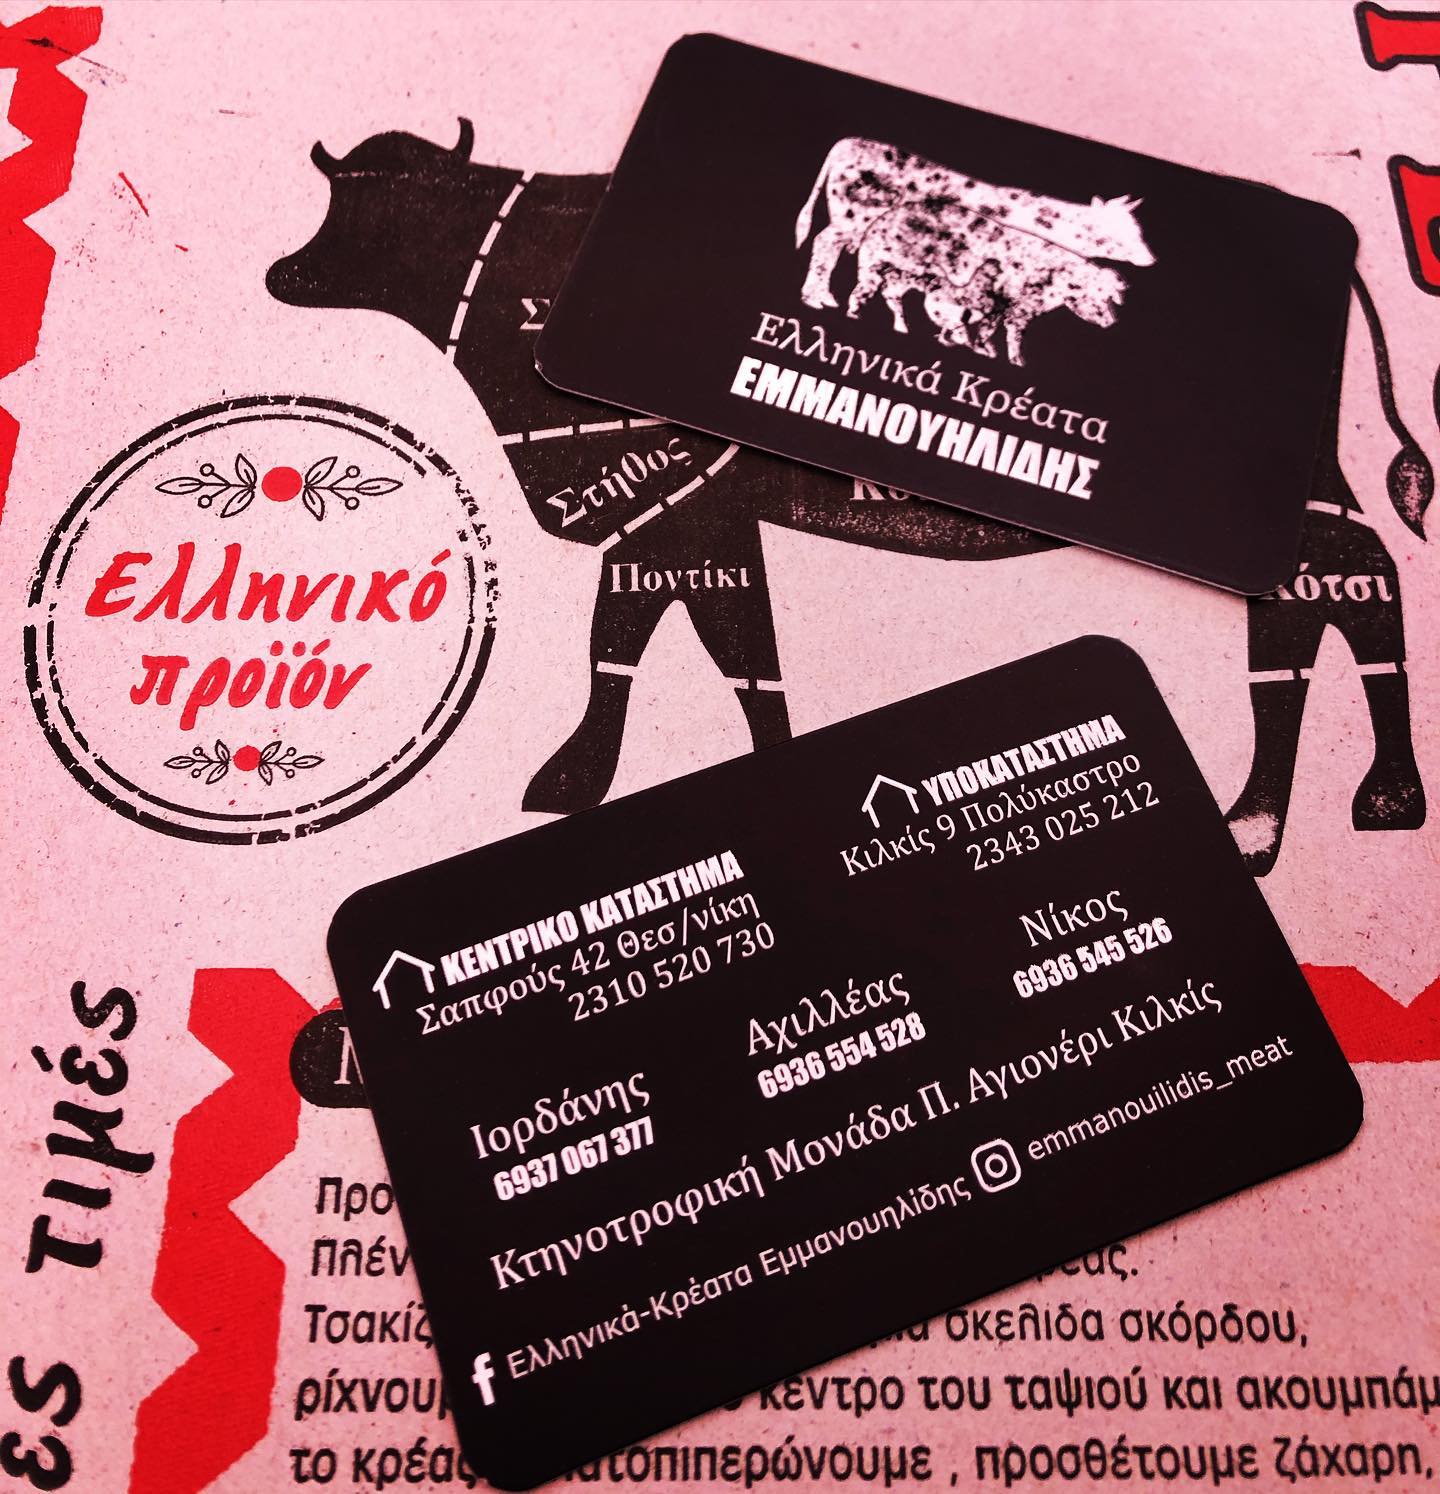 Ελληνικά Κρέατα
ΕΜΜΑΝΟΥΗΛΙΔΗΣ
Στήθος
Ποντίκι
Ελληνικό
προϊόν
ΥΠΟΚΑΤΑΣΤΗΜΑ
Κιλκίς 9 Πολύκαστρο
2343 025 212
ΚΕΝΤΡΙΚΟ ΚΑΤΑΣΤΗΜΑ
Σαπφούς 42 Θεσ/νίκη
2310 520 730
Νίκος
6936 545 526
Αχιλλέας
6936 554 528
Ιορδάνης
6937 067 377
Κτηνοτροφική Μονάδα Π. Αγιονέρι Κιλκίς
Ελληνικά-Κρέατα Εμμανουηλίδης emmanouilidis_meat
τιμές
σκελίδα σκόρδου,
κέντρο του ταψιού και ακουμπάμ
το κρέας , προσθέτουμε ζάχαρη,